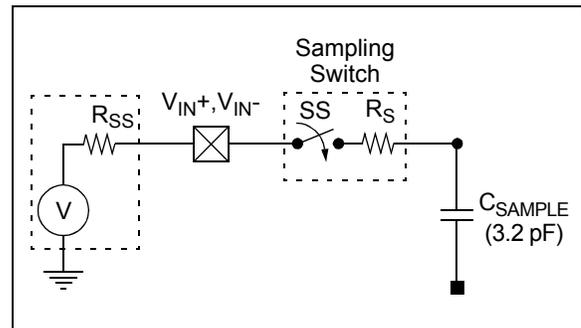 Sampling
Switch
VIN+,VIN-
RSS
SS
RS
V
CSAMPLE
(3.2 pF)